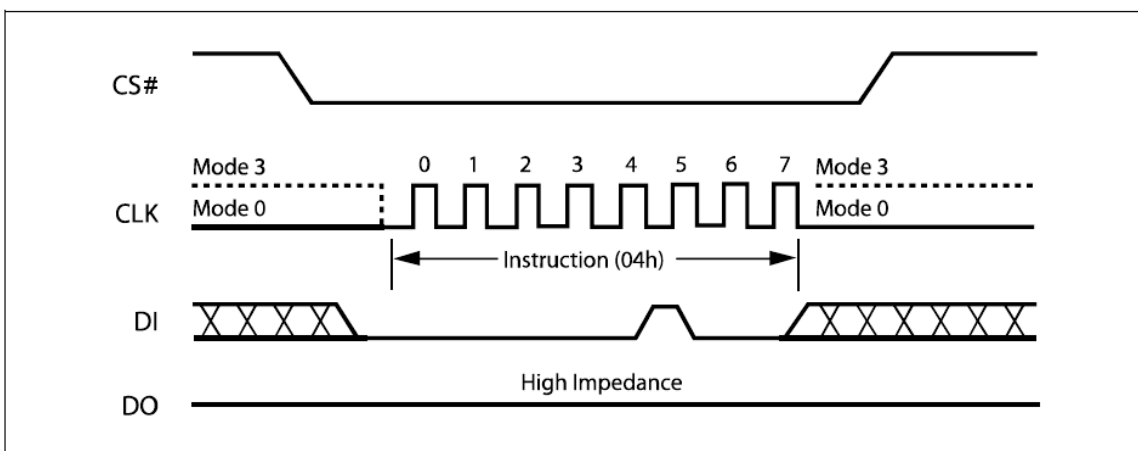 CS#
Mode 3
0 1 2 3 4 5 6 7
Mode 3
CLK
Mode 0
Mode 0
Instruction (04h)
DI
High Impedance
DO